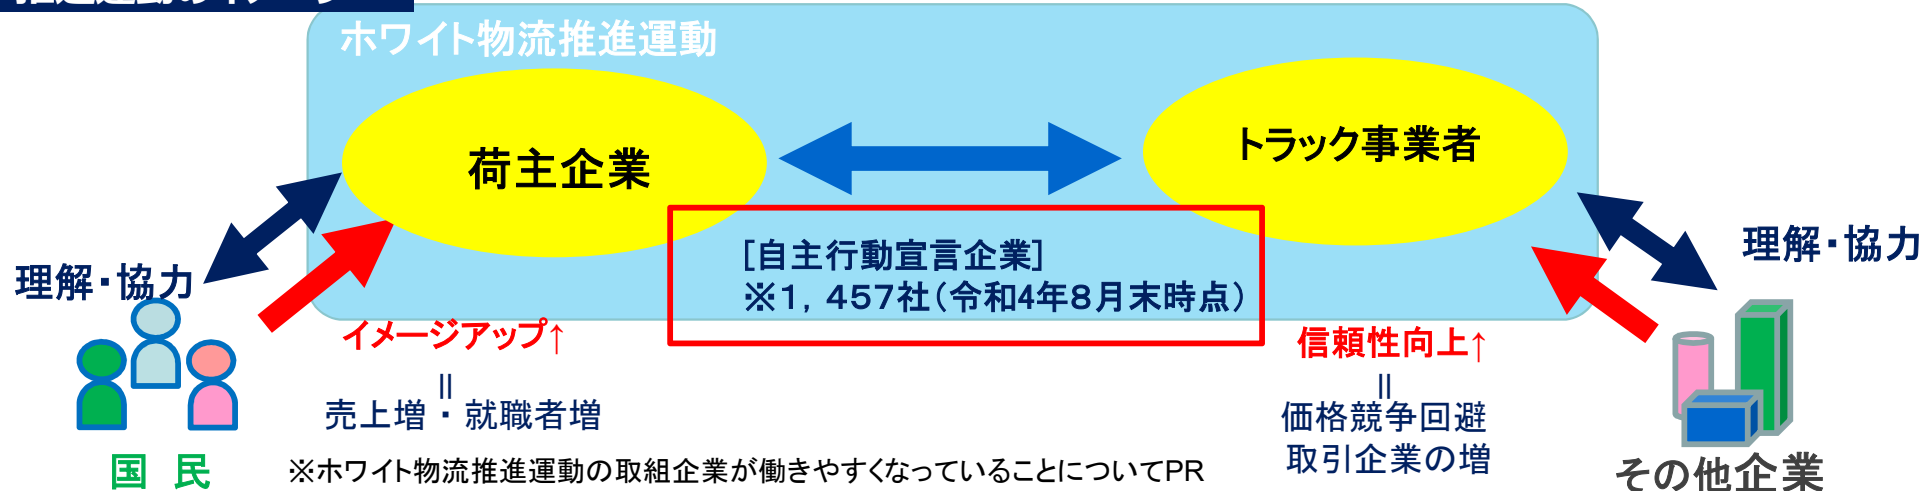 ホワイト物流推進運動
荷主企業
トラック事業者
理解・協力
理解・協力
[自主行動宣言企業]
※1，457社（令和4年8月末時点）
イメージアップ↑
＝
売上増・就職者増
信頼性向上↑
＝
価格競争回避
取引企業の増
国　民
その他企業
※ホワイト物流推進運動の取組企業が働きやすくなっていることについてPR